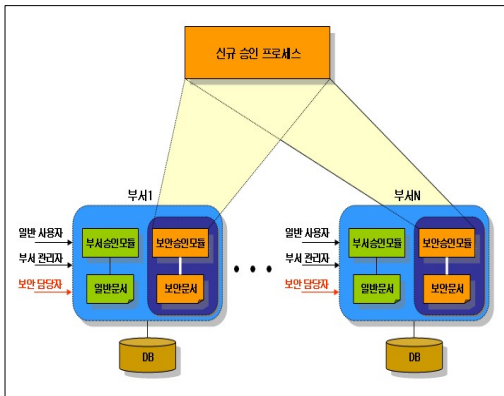 신규 승인 프로세스
부서1
부서N
일반 사용자
부서 관리자
보안 담당자
부서승인모듈
보안승인모듈
일반문서
보안문서
DB
일반 사용자
부서 관리자
보안 담당자
부서승인모듈
보안승인모듈
일반문서
보안문서
DB